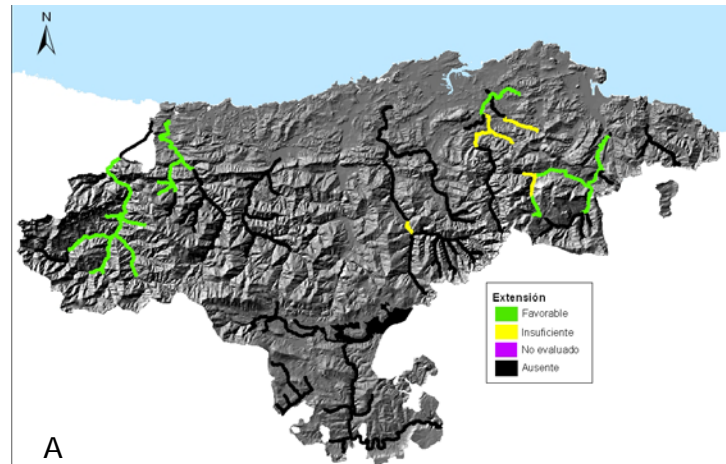 N
Extensión
Favorable
Insuficiente
No evaluado
Ausente
A